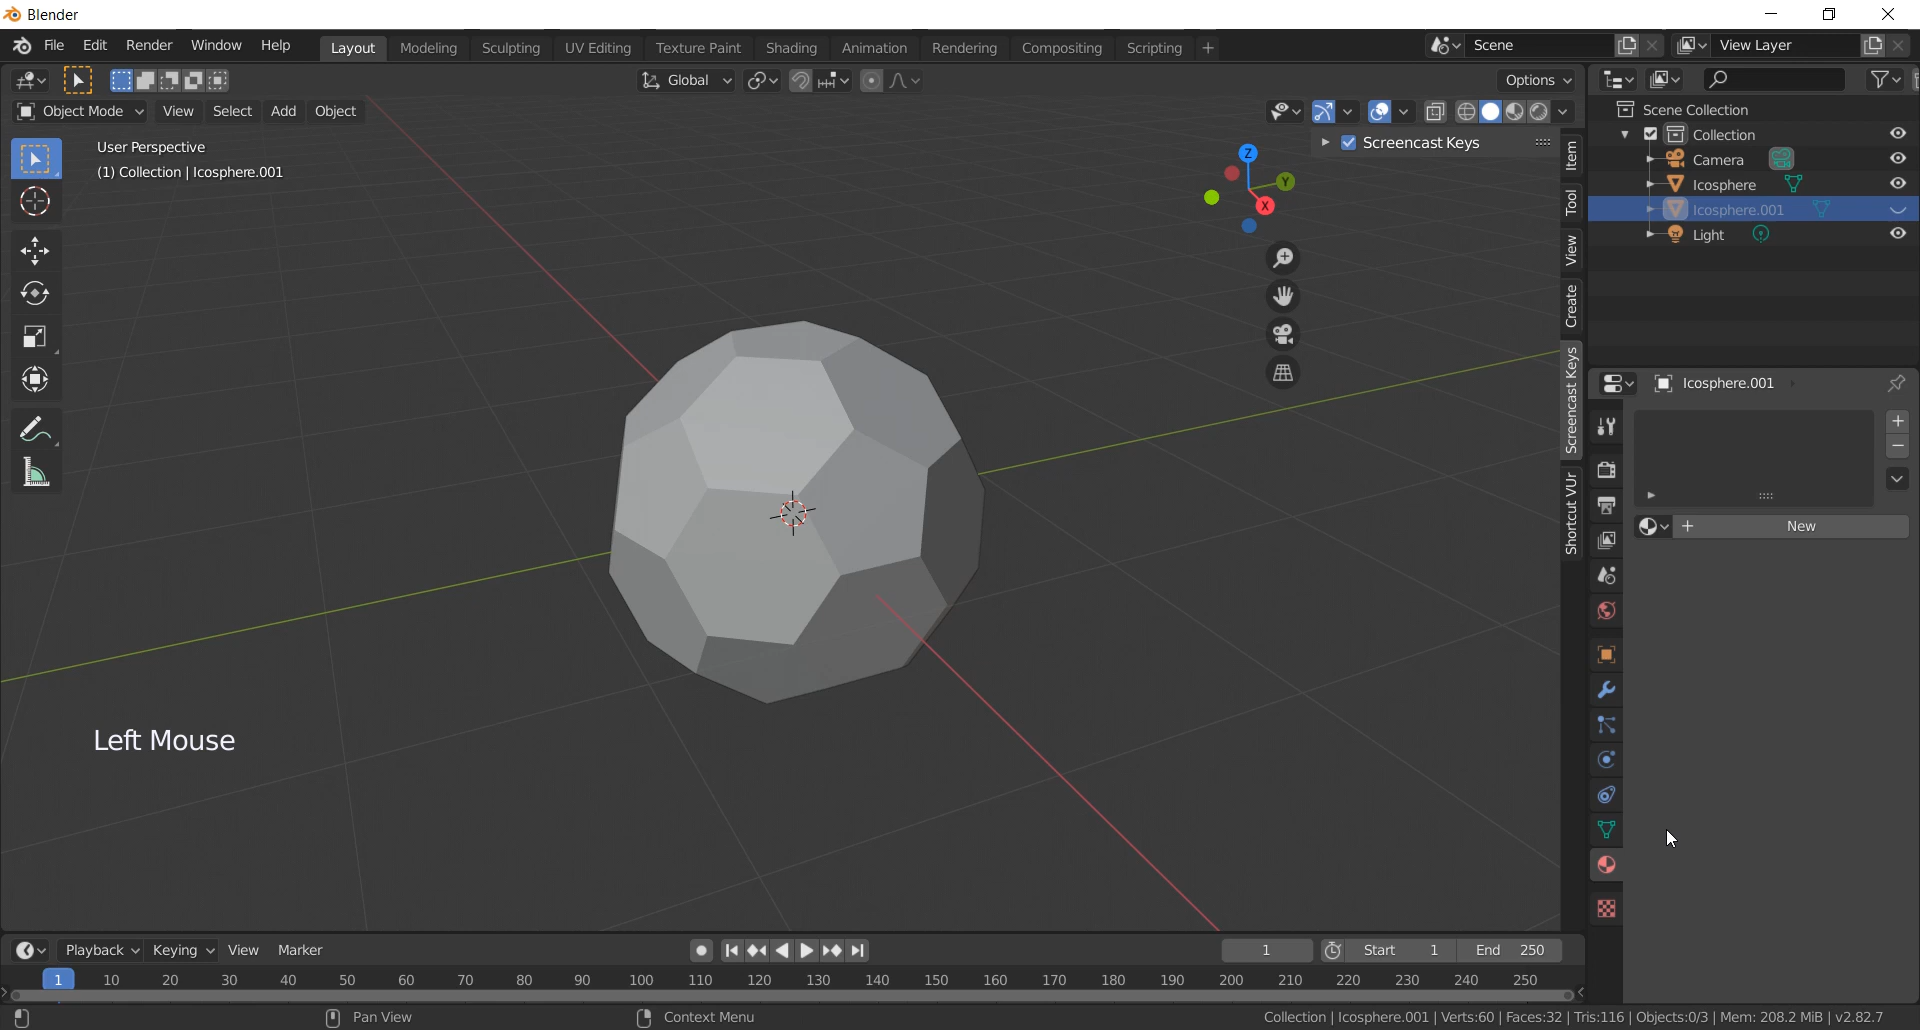 Blender
File Edit Render Window Help Layout Modeling Sculpting UV Editing Texture Paint Shading Animation Rendering Compositing Scripting + Scene View Layer
Global Options
Object Mode View Select Add Object
User Perspective
(1) Collection | Icosphere.001
Screencast Keys
Z
Y
X
Item
Tool
View
Create
Screencast Keys
Shortcut VUr
Scene Collection
Collection
Camera
Icosphere
Icosphere.001
Light
Icosphere.001
New
Left Mouse
Playback Keying View Marker 1 Start 1 End 250
1 10 20 30 40 50 60 70 80 90 100 110 120 130 140 150 160 170 180 190 200 210 220 230 240 250
Pan View Context Menu Collection | Icosphere.001 | Verts:60 | Faces:32 | Tris:116 | Objects:0/3 | Mem: 208.2 MiB | v2.82.7